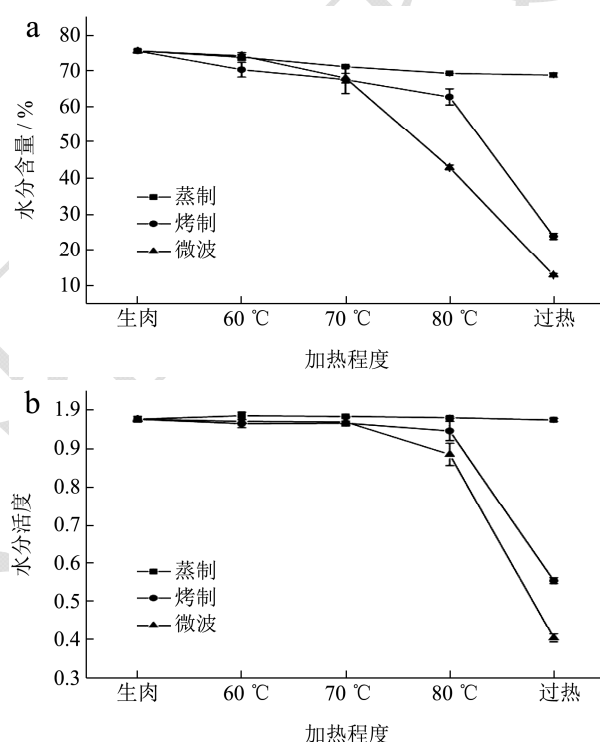 a
80
70
60
50
40
30
20
10
水分含量 / %
蒸制
烤制
微波
生肉 60 ℃ 70 ℃ 80 ℃ 过热
加热程度
b
1.9
0.9
0.8
0.7
0.6
0.5
0.4
0.3
水分活度
蒸制
烤制
微波
生肉 60 ℃ 70 ℃ 80 ℃ 过热
加热程度